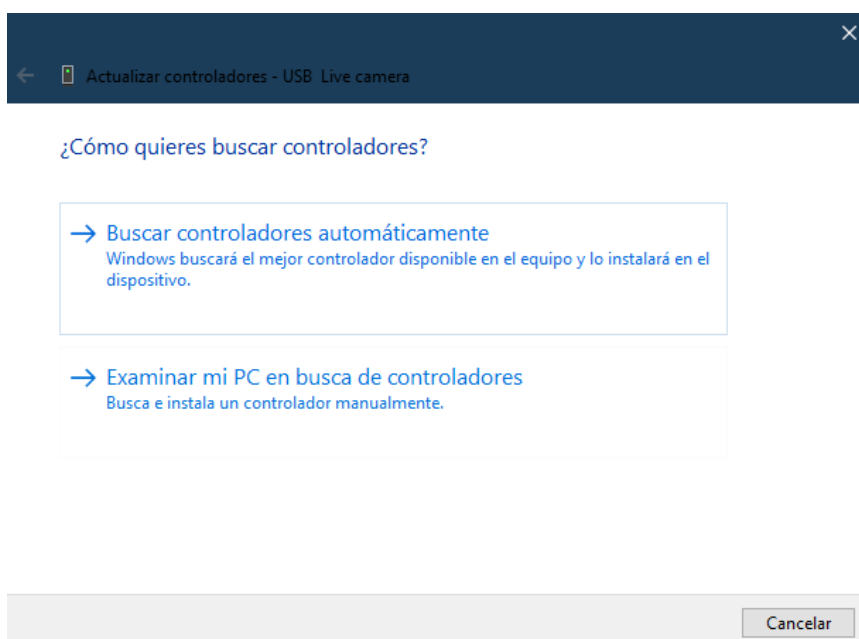 Actualizar controladores - USB  Live camera
¿Cómo quieres buscar controladores?
Buscar controladores automáticamente
Windows buscará el mejor controlador disponible en el equipo y lo instalará en el
dispositivo.
Examinar mi PC en busca de controladores
Busca e instala un controlador manualmente.
Cancelar